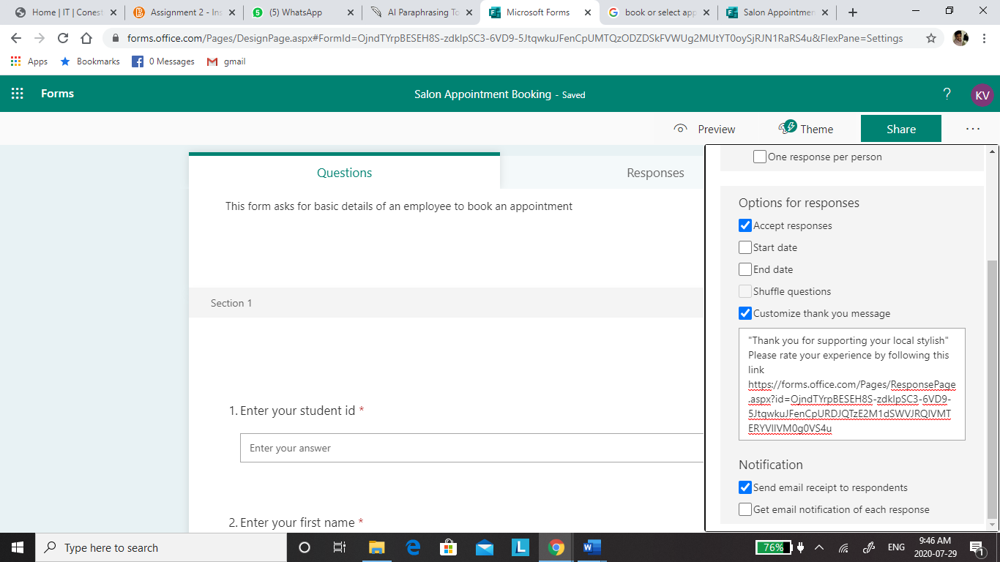 Home | IT | Conest
Assignment 2 - Ins
(5) WhatsApp
AI Paraphrasing To
Microsoft Forms
book or select app
Salon Appointmen
forms.office.com/Pages/DesignPage.aspx#FormId=OjndTYrpBESEH8S-zdkIpSC3-6VD9-5JtqwkuJFenCpUMTQzODZDSkFVWUg2MUtYT0oySjRJN1RaRS4u&FlexPane=Settings
Apps
Bookmarks
0 Messages
gmail
Forms
Salon Appointment Booking - Saved
?
KV
Preview
Theme
Share
Questions
Responses
This form asks for basic details of an employee to book an appointment
Section 1
1. Enter your student id *
Enter your answer
2. Enter your first name *
One response per person
Options for responses
Accept responses
Start date
End date
Shuffle questions
Customize thank you message
"Thank you for supporting your local stylish"
Please rate your experience by following this
link
https://forms.office.com/Pages/ResponsePage
.aspx?id=OjndTYrpBESEH8S-zdkIpSC3-6VD9-
5JtqwkuJFenCpURDJQTzE2M1dSWVJRQlVMT
ERYVllVM0g0VS4u
Notification
Send email receipt to respondents
Get email notification of each response
Type here to search
76%
ENG
9:46 AM
2020-07-29
1